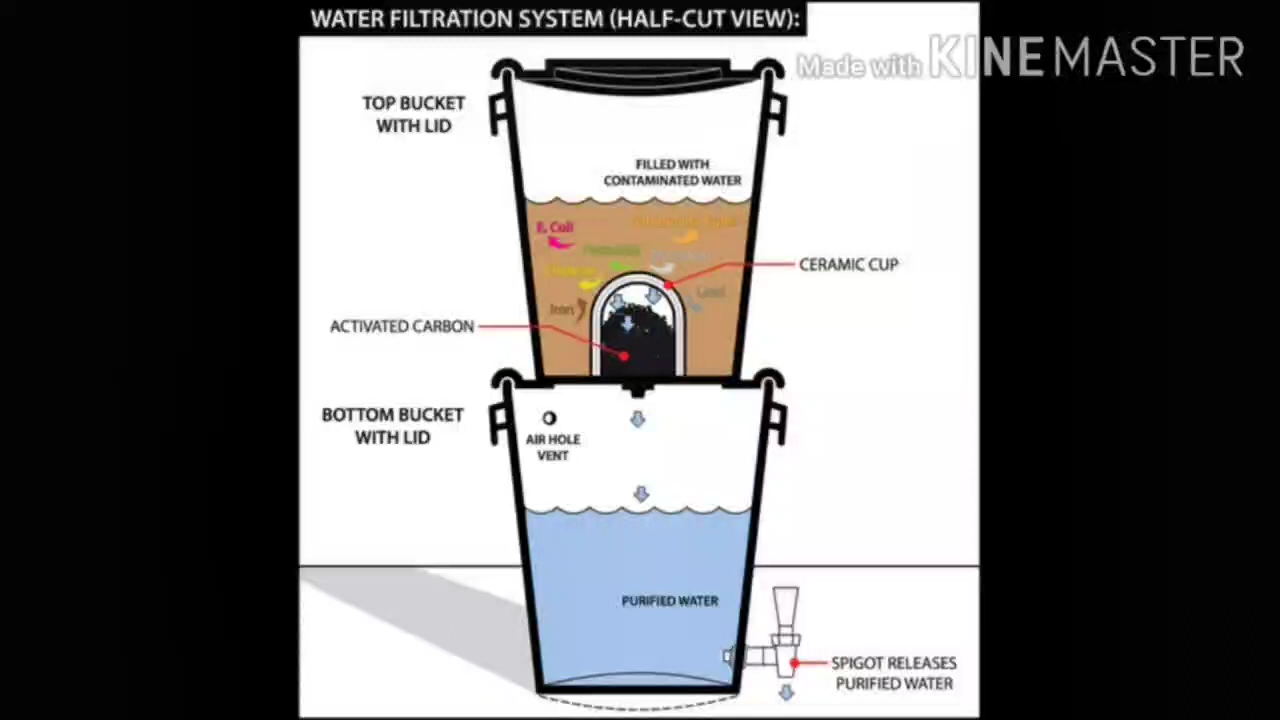 WATER FILTRATION SYSTEM (HALF-CUT VIEW):
Made with KINEMASTER
TOP BUCKET
WITH LID
FILLED WITH
CONTAMINATED WATER
E. Coli
CERAMIC CUP
Lead
Iron
ACTIVATED CARBON
BOTTOM BUCKET
WITH LID
AIR HOLE
VENT
PURIFIED WATER
SPIGOT RELEASES
PURIFIED WATER